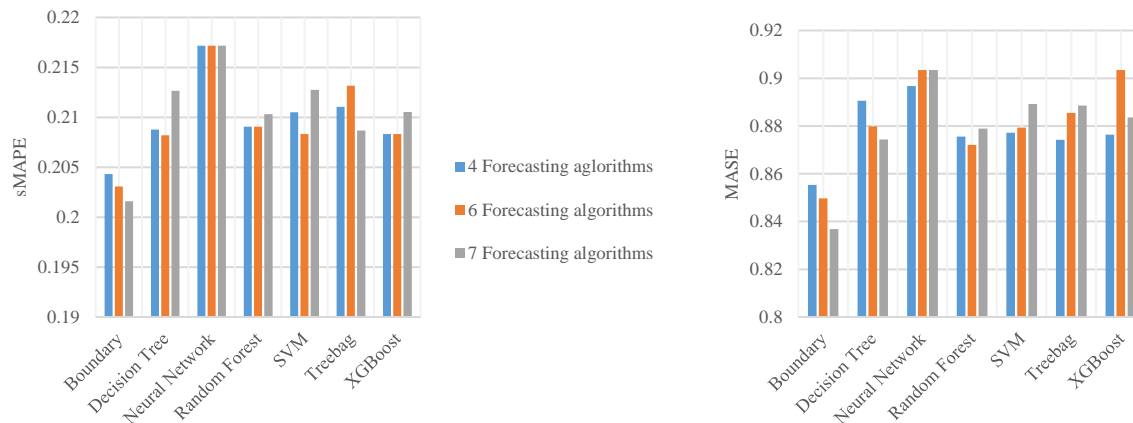 0.22
0.215
0.21
0.205
0.2
0.195
0.19
sMAPE
Boundary
Decision Tree
Neural Network
Random Forest
SVM
Treebag
XGBoost
4 Forecasting aglorithms
6 Forecasting algorithms
7 Forecasting algorithms
0.92
0.9
0.88
0.86
0.84
0.82
0.8
MASE
Boundary
Decision Tree
Neural Network
Random Forest
SVM
Treebag
XGBoost